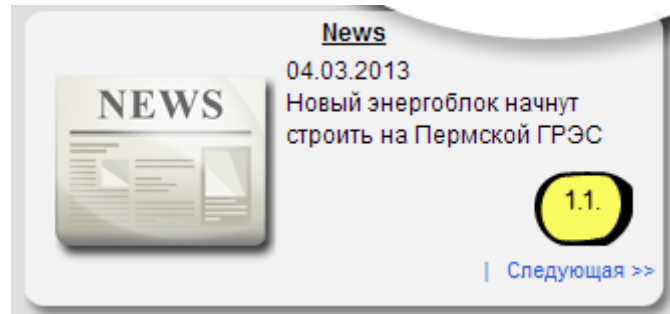 News
04.03.2013
NEWS
Новый энергоблок начнут
строить на Пермской ГРЭС
1.1.
| Следующая >>